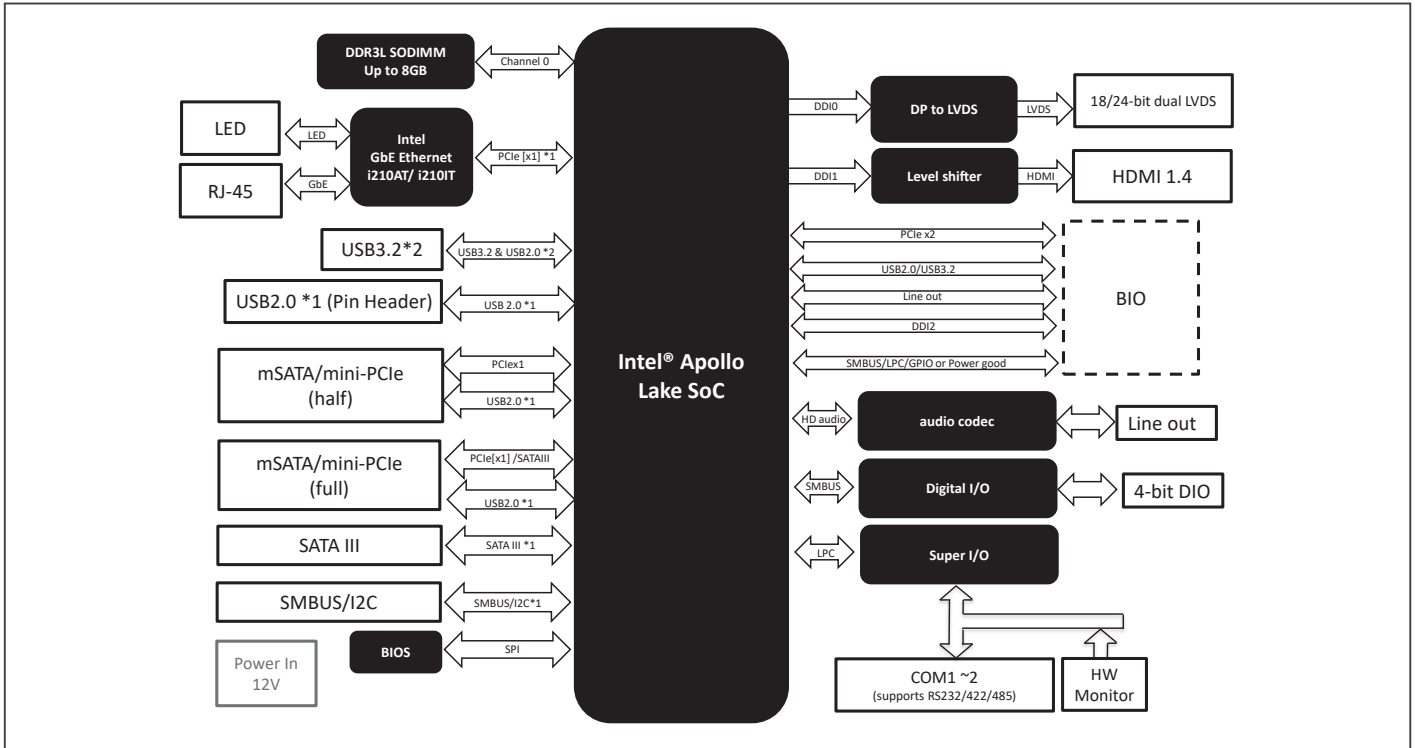 DDR3L SODIMM
Up to 8GB
Channel 0
LED
LED
Intel
GbE Ethernet
i210AT/ i210IT
PCIe [x1] *1
RJ-45
GbE
USB3.2*2
USB3.2 & USB2.0 *2
USB2.0 *1 (Pin Header)
USB 2.0 *1
mSATA/mini-PCIe
(half)
PCIex1
USB2.0 *1
mSATA/mini-PCIe
(full)
PCIe[x1] /SATAIII
USB2.0 *1
SATA III
SATA III *1
SMBUS/I2C
SMBUS/I2C*1
BIOS
SPI
Power In
12V
Intel® Apollo
Lake SoC
DDI0
DP to LVDS
LVDS
18/24-bit dual LVDS
DDI1
Level shifter
HDMI
HDMI 1.4
PCIe x2
USB2.0/USB3.2
Line out
DDI2
SMBUS/LPC/GPIO or Power good
BIO
HD audio
audio codec
Line out
SMBUS
Digital I/O
4-bit DIO
LPC
Super I/O
COM1 ~2
(supports RS232/422/485)
HW
Monitor